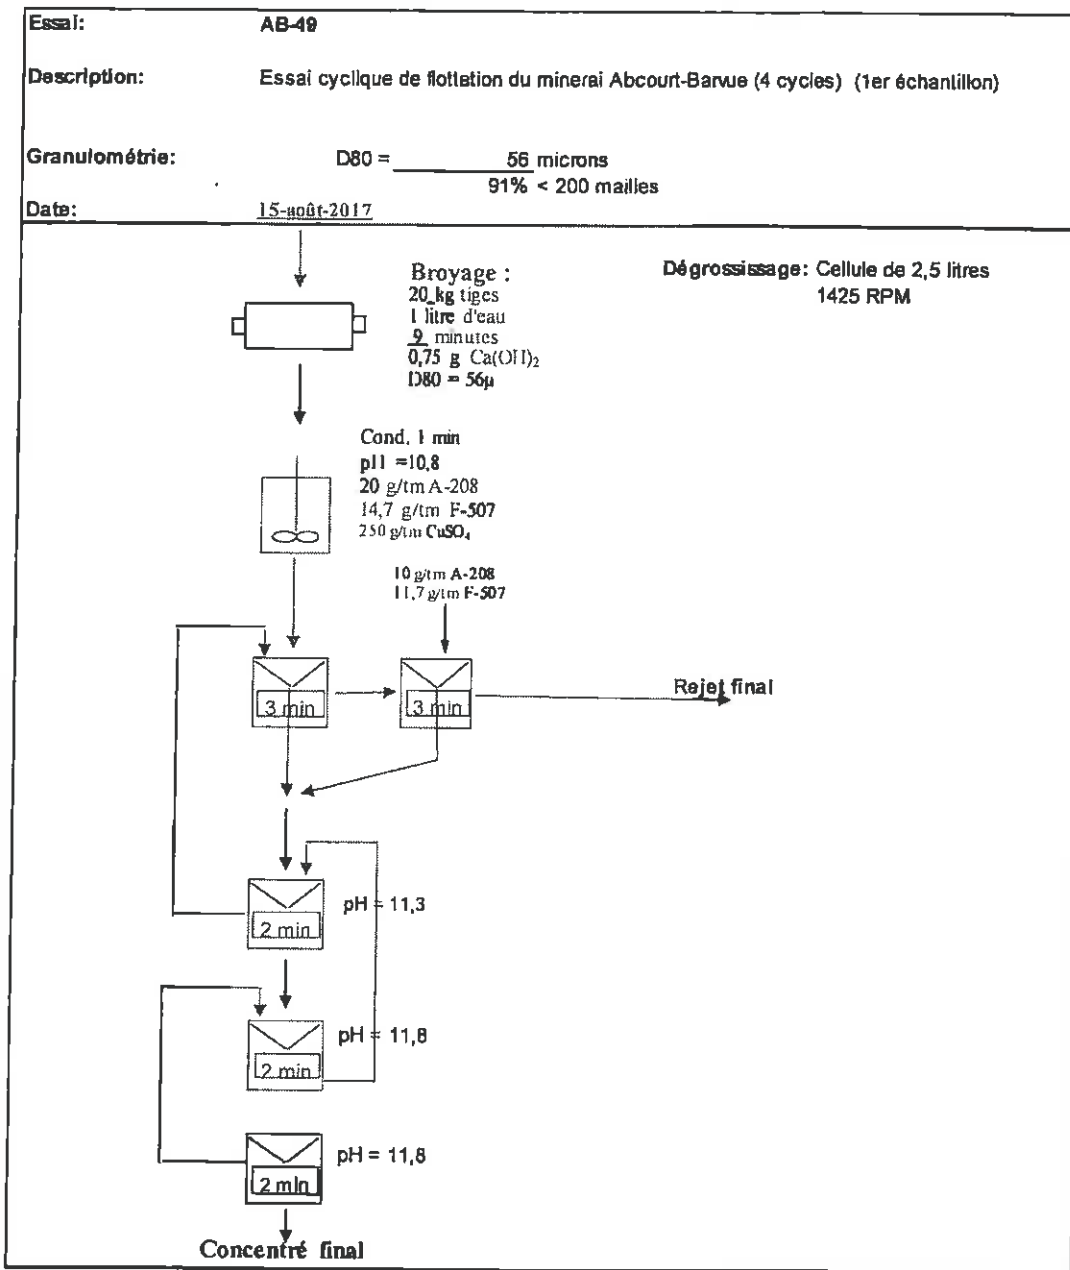 Essai: AB-49
Description: Essai cyclique de flottation du minerai Abcourt-Barvue (4 cycles) (1er échantillon)
Granulométrie: D80 = 56 microns
91% < 200 mailles
Date: 15-août-2017
Broyage :
20 kg tiges
1 litre d'eau
9 minutes
0,75 g Ca(OH)₂
D80 = 56µ
Dégrossissage: Cellule de 2,5 litres
1425 RPM
Cond. 1 min
pH =10,8
20 g/tm A-208
14,7 g/tm F-507
250 g/tm CuSO₄
10 g/tm A-208
11,7 g/tm F-507
3 min
3 min
Rejet final
2 min
pH = 11,3
2 min
pH = 11,8
2 min
pH = 11,8
Concentré final